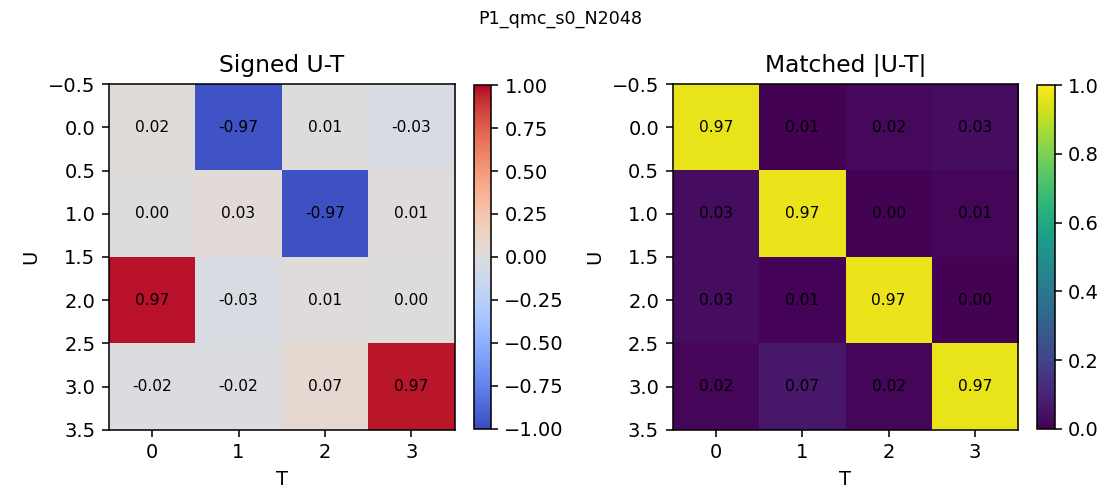 P1_qmc_s0_N2048
Signed U-T
Matched |U-T|
−0.5
0.0
0.5
1.0
1.5
2.0
2.5
3.0
3.5
U
0.02 -0.97 0.01 -0.03
0.00 0.03 -0.97 0.01
0.97 -0.03 0.01 0.00
-0.02 -0.02 0.07 0.97
0 1 2 3
T
1.00
0.75
0.50
0.25
0.00
−0.25
−0.50
−0.75
−1.00
−0.5
0.0
0.5
1.0
1.5
2.0
2.5
3.0
3.5
U
0.97 0.01 0.02 0.03
0.03 0.97 0.00 0.01
0.03 0.01 0.97 0.00
0.02 0.07 0.02 0.97
0 1 2 3
T
1.0
0.8
0.6
0.4
0.2
0.0